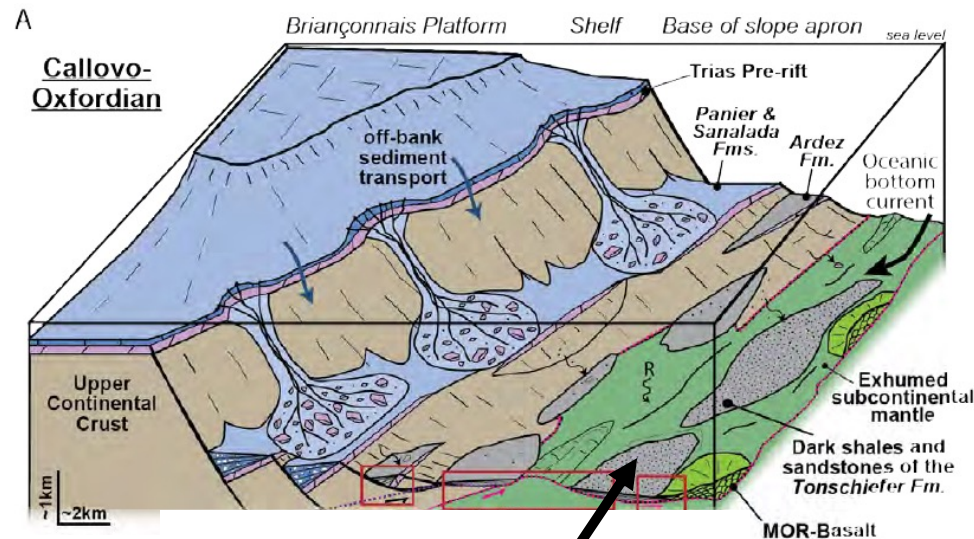 A
Briançonnais Platform
Shelf
Base of slope apron
sea level
Callovo-
Oxfordian
Trias Pre-rift
Panier &
Sanalada
Fms.
Ardez
Fm.
Oceanic
bottom
current
off-bank
sediment
transport
R
Upper
Continental
Crust
Exhumed
subcontinental
mantle
Dark shales and
sandstones of the
Tonschiefer Fm.
MOR-Basalt
~1km
~2km